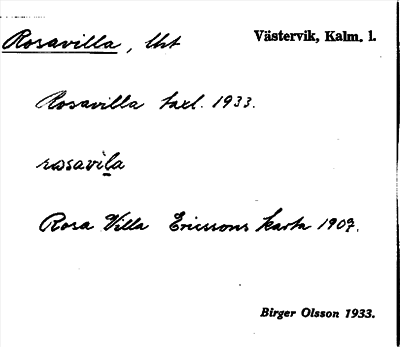 Rosavilla, lht Västervik, Kalm. l.
Rosavilla taxl. 1933.
rosavila
Rosa Villa Ericssons karta 1907.
Birger Olsson 1933.